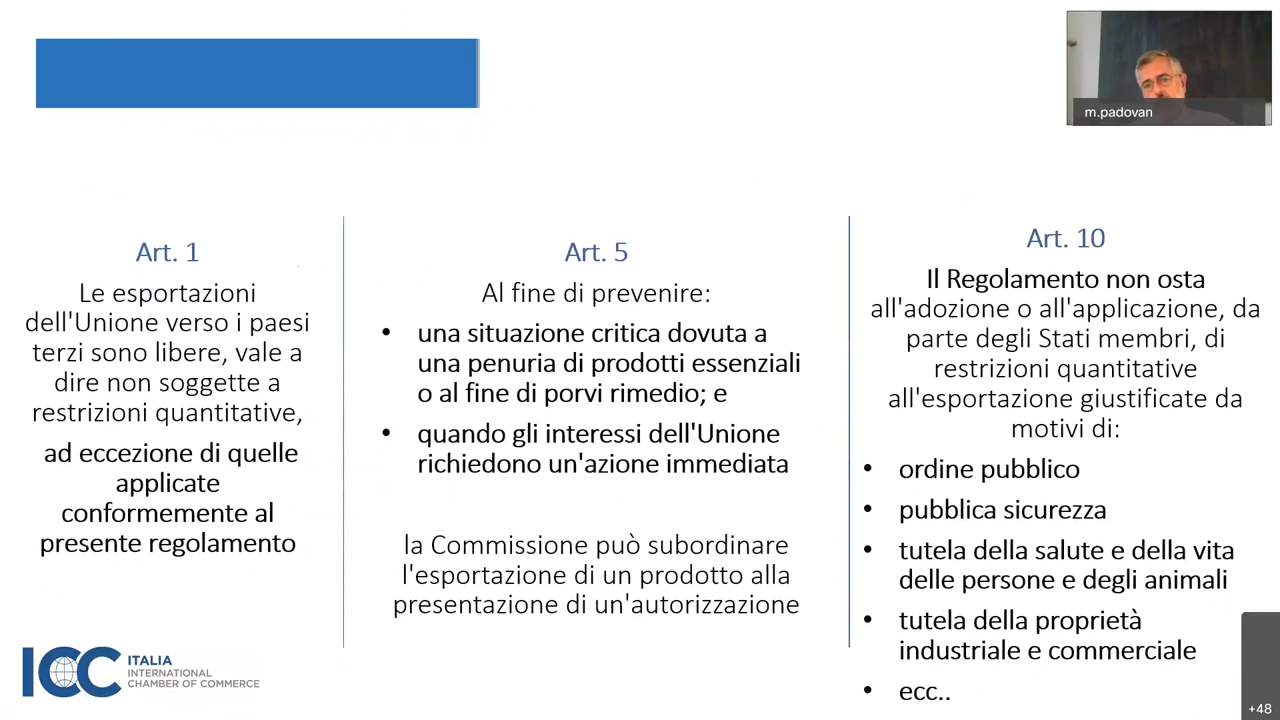 m.padovan
Art. 1
Le esportazioni
dell'Unione verso i paesi
terzi sono libere, vale a
dire non soggette a
restrizioni quantitative,
ad eccezione di quelle
applicate
conformemente al
presente regolamento
Art. 5
Al fine di prevenire:
• una situazione critica dovuta a
una penuria di prodotti essenziali
o al fine di porvi rimedio; e
• quando gli interessi dell'Unione
richiedono un'azione immediata
la Commissione può subordinare
l'esportazione di un prodotto alla
presentazione di un'autorizzazione
Art. 10
Il Regolamento non osta
all'adozione o all'applicazione, da
parte degli Stati membri, di
restrizioni quantitative
all'esportazione giustificate da
motivi di:
• ordine pubblico
• pubblica sicurezza
• tutela della salute e della vita
delle persone e degli animali
• tutela della proprietà
industriale e commerciale
• ecc..
ICC ITALIA
INTERNATIONAL
CHAMBER OF COMMERCE
+48